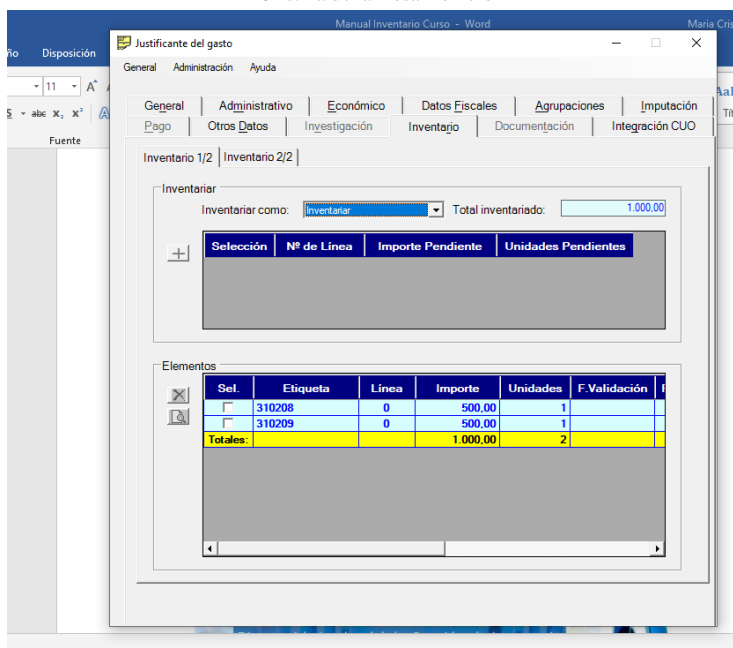 Manual Inventario Curso - Word
Maria Cris
Disposición
11
A
abc x₂ x²
Fuente
Justificante del gasto
General Administración Ayuda
General Administrativo Económico Datos Fiscales Agrupaciones Imputación
Pago Otros Datos Investigación Inventario Documentación Integración CUO
Inventario 1/2 Inventario 2/2
Inventariar
Inventariar como: Inventariar Total inventariado: 1.000,00
Selección Nº de Línea Importe Pendiente Unidades Pendientes
Elementos
Sel. Etiqueta Línea Importe Unidades F.Validación
310208 0 500,00 1
310209 0 500,00 1
Totales: 1.000,00 2